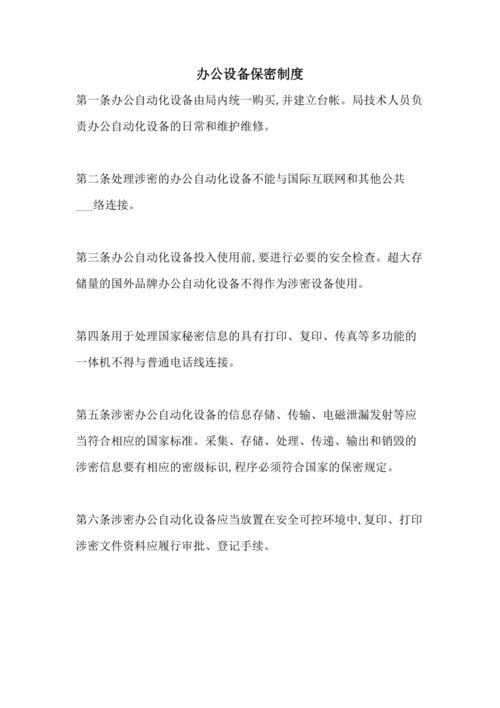 办公设备保密制度
第一条办公自动化设备由局内统一购买,并建立台帐。局技术人员负
责办公自动化设备的日常和维护维修。
第二条处理涉密的办公自动化设备不能与国际互联网和其他公共
___络连接。
第三条办公自动化设备投入使用前,要进行必要的安全检查。超大存
储量的国外品牌办公自动化设备不得作为涉密设备使用。
第四条用于处理国家秘密信息的具有打印、复印、传真等多功能的
一体机不得与普通电话线连接。
第五条涉密办公自动化设备的信息存储、传输、电磁泄漏发射等应
当符合相应的国家标准。采集、存储、处理、传递、输出和销毁的
涉密信息要有相应的密级标识,程序必须符合国家的保密规定。
第六条涉密办公自动化设备应当放置在安全可控环境中,复印、打印
涉密文件资料应履行审批、登记手续。